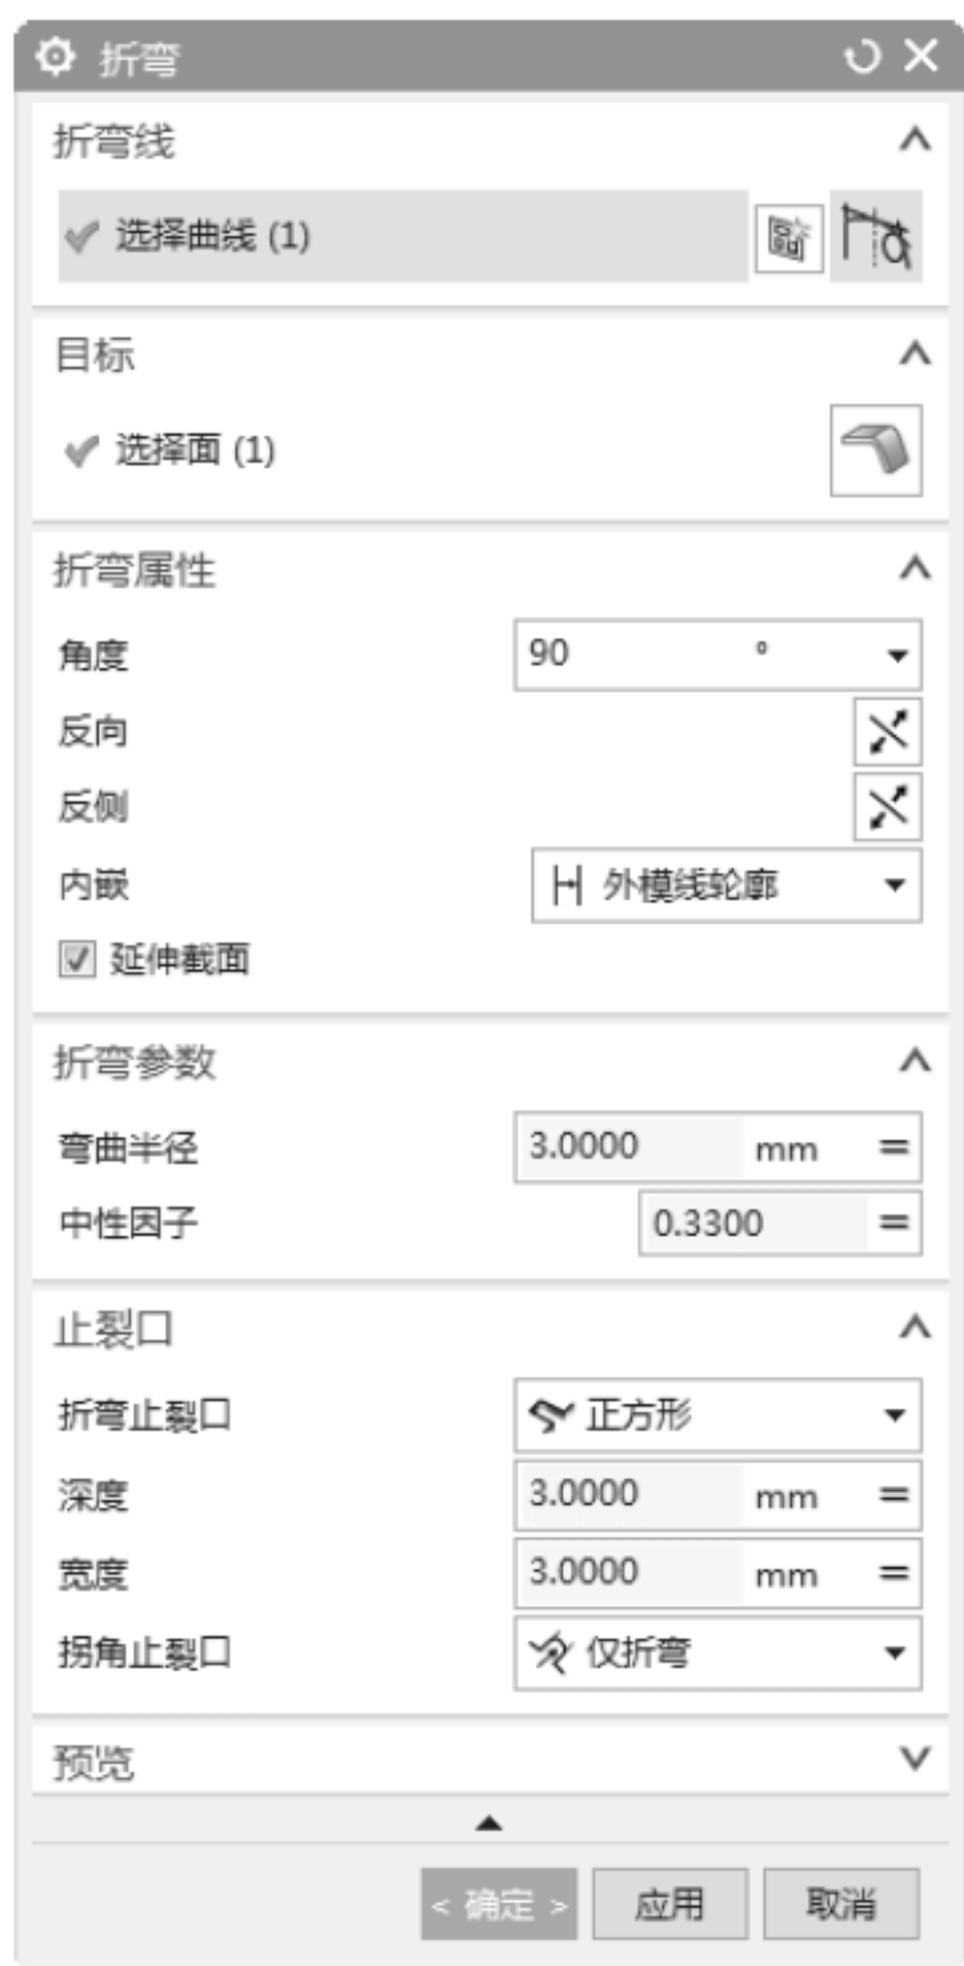 折弯
折弯线
选择曲线 (1)
目标
选择面 (1)
折弯属性
角度 90 °
反向
反侧
内嵌 外模线轮廓
延伸截面
折弯参数
弯曲半径 3.0000 mm =
中性因子 0.3300 =
止裂口
折弯止裂口 正方形
深度 3.0000 mm =
宽度 3.0000 mm =
拐角止裂口 仅折弯
预览
< 确定 > 应用 取消